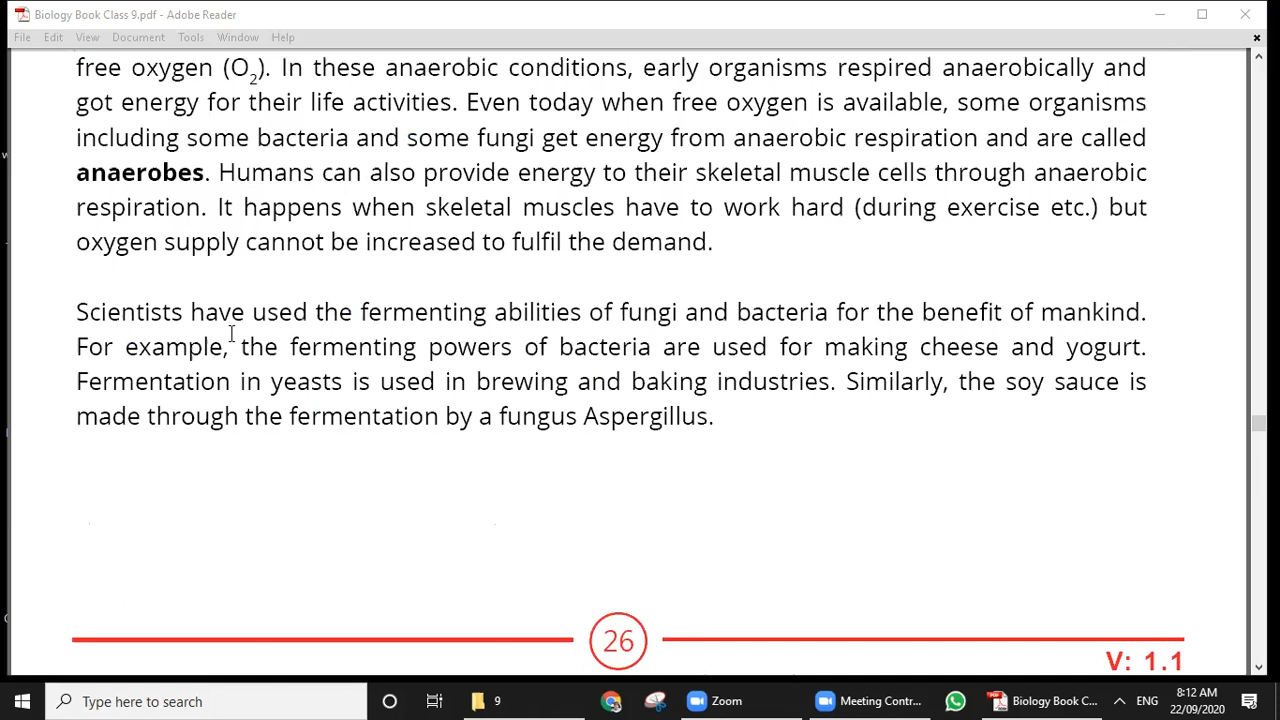 Biology Book Class 9.pdf - Adobe Reader
File Edit View Document Tools Window Help
free oxygen (O₂). In these anaerobic conditions, early organisms respired anaerobically and
got energy for their life activities. Even today when free oxygen is available, some organisms
including some bacteria and some fungi get energy from anaerobic respiration and are called
anaerobes. Humans can also provide energy to their skeletal muscle cells through anaerobic
respiration. It happens when skeletal muscles have to work hard (during exercise etc.) but
oxygen supply cannot be increased to fulfil the demand.
Scientists have used the fermenting abilities of fungi and bacteria for the benefit of mankind.
For example, the fermenting powers of bacteria are used for making cheese and yogurt.
Fermentation in yeasts is used in brewing and baking industries. Similarly, the soy sauce is
made through the fermentation by a fungus Aspergillus.
26
V: 1.1
Type here to search
9
Zoom
Meeting Contr...
Biology Book C...
ENG
8:12 AM
22/09/2020